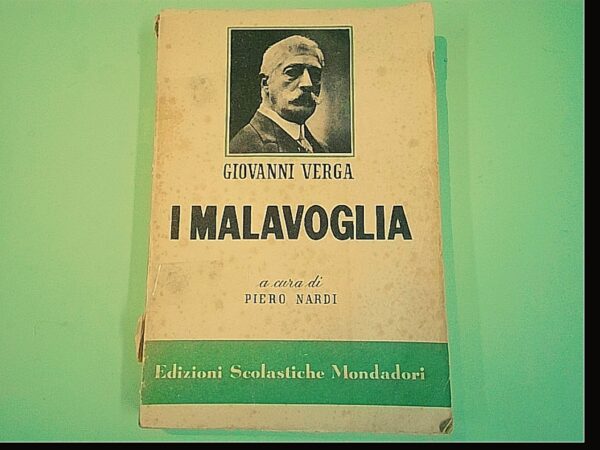 GIOVANNI VERGA
I MALAVOGLIA
a cura di
PIERO NARDI
Edizioni Scolastiche Mondadori